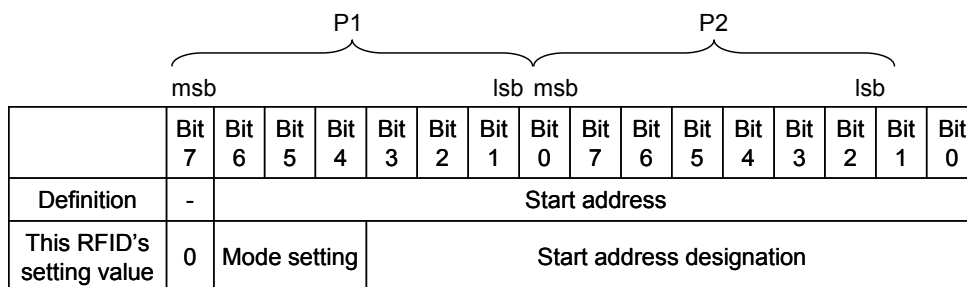 P1 P2
msb lsb msb lsb
Bit 7 Bit 6 Bit 5 Bit 4 Bit 3 Bit 2 Bit 1 Bit 0 Bit 7 Bit 6 Bit 5 Bit 4 Bit 3 Bit 2 Bit 1 Bit 0
Definition - Start address
This RFID's setting value 0 Mode setting Start address designation